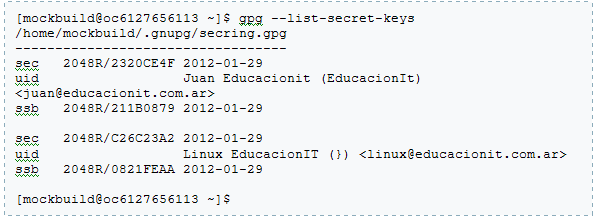 [mockbuild@oc6127656113 ~]$ gpg --list-secret-keys
/home/mockbuild/.gnupg/secring.gpg
----------------------------------
sec   2048R/2320CE4F 2012-01-29
uid                  Juan Educacionit (EducacionIt)
<juan@educacionit.com.ar>
ssb   2048R/211B0879 2012-01-29

sec   2048R/C26C23A2 2012-01-29
uid                  Linux EducacionIT (}) <linux@educacionit.com.ar>
ssb   2048R/0821FEAA 2012-01-29

[mockbuild@oc6127656113 ~]$